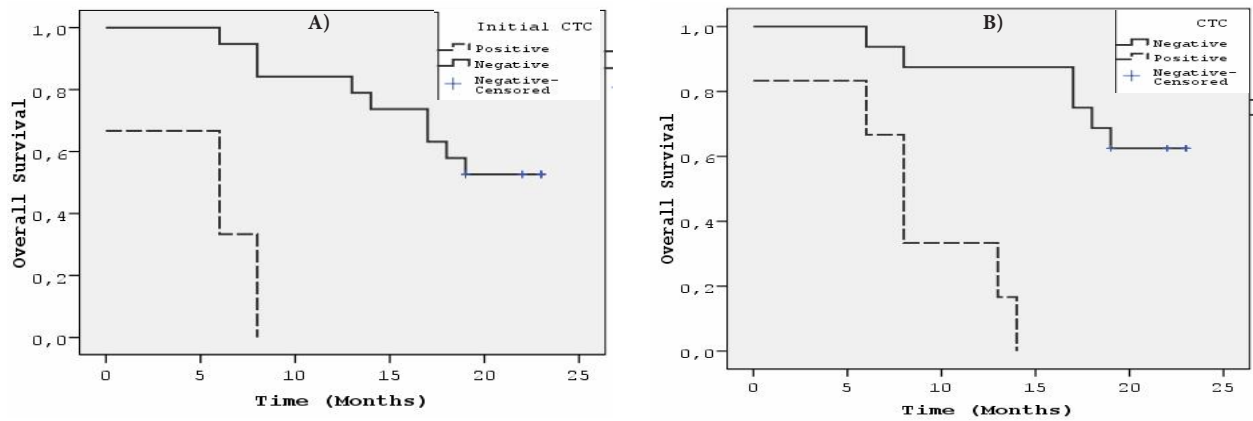 A)
Initial CTC
Positive
Negative
Negative-
Censored
1,0
0,8
0,6
0,4
0,2
0,0
Overall Survival
0 5 10 15 20 25
Time (Months)
B)
CTC
Negative
Positive
Negative-
Censored
1,0
0,8
0,6
0,4
0,2
0,0
Overall Survival
0 5 10 15 20 25
Time (Months)